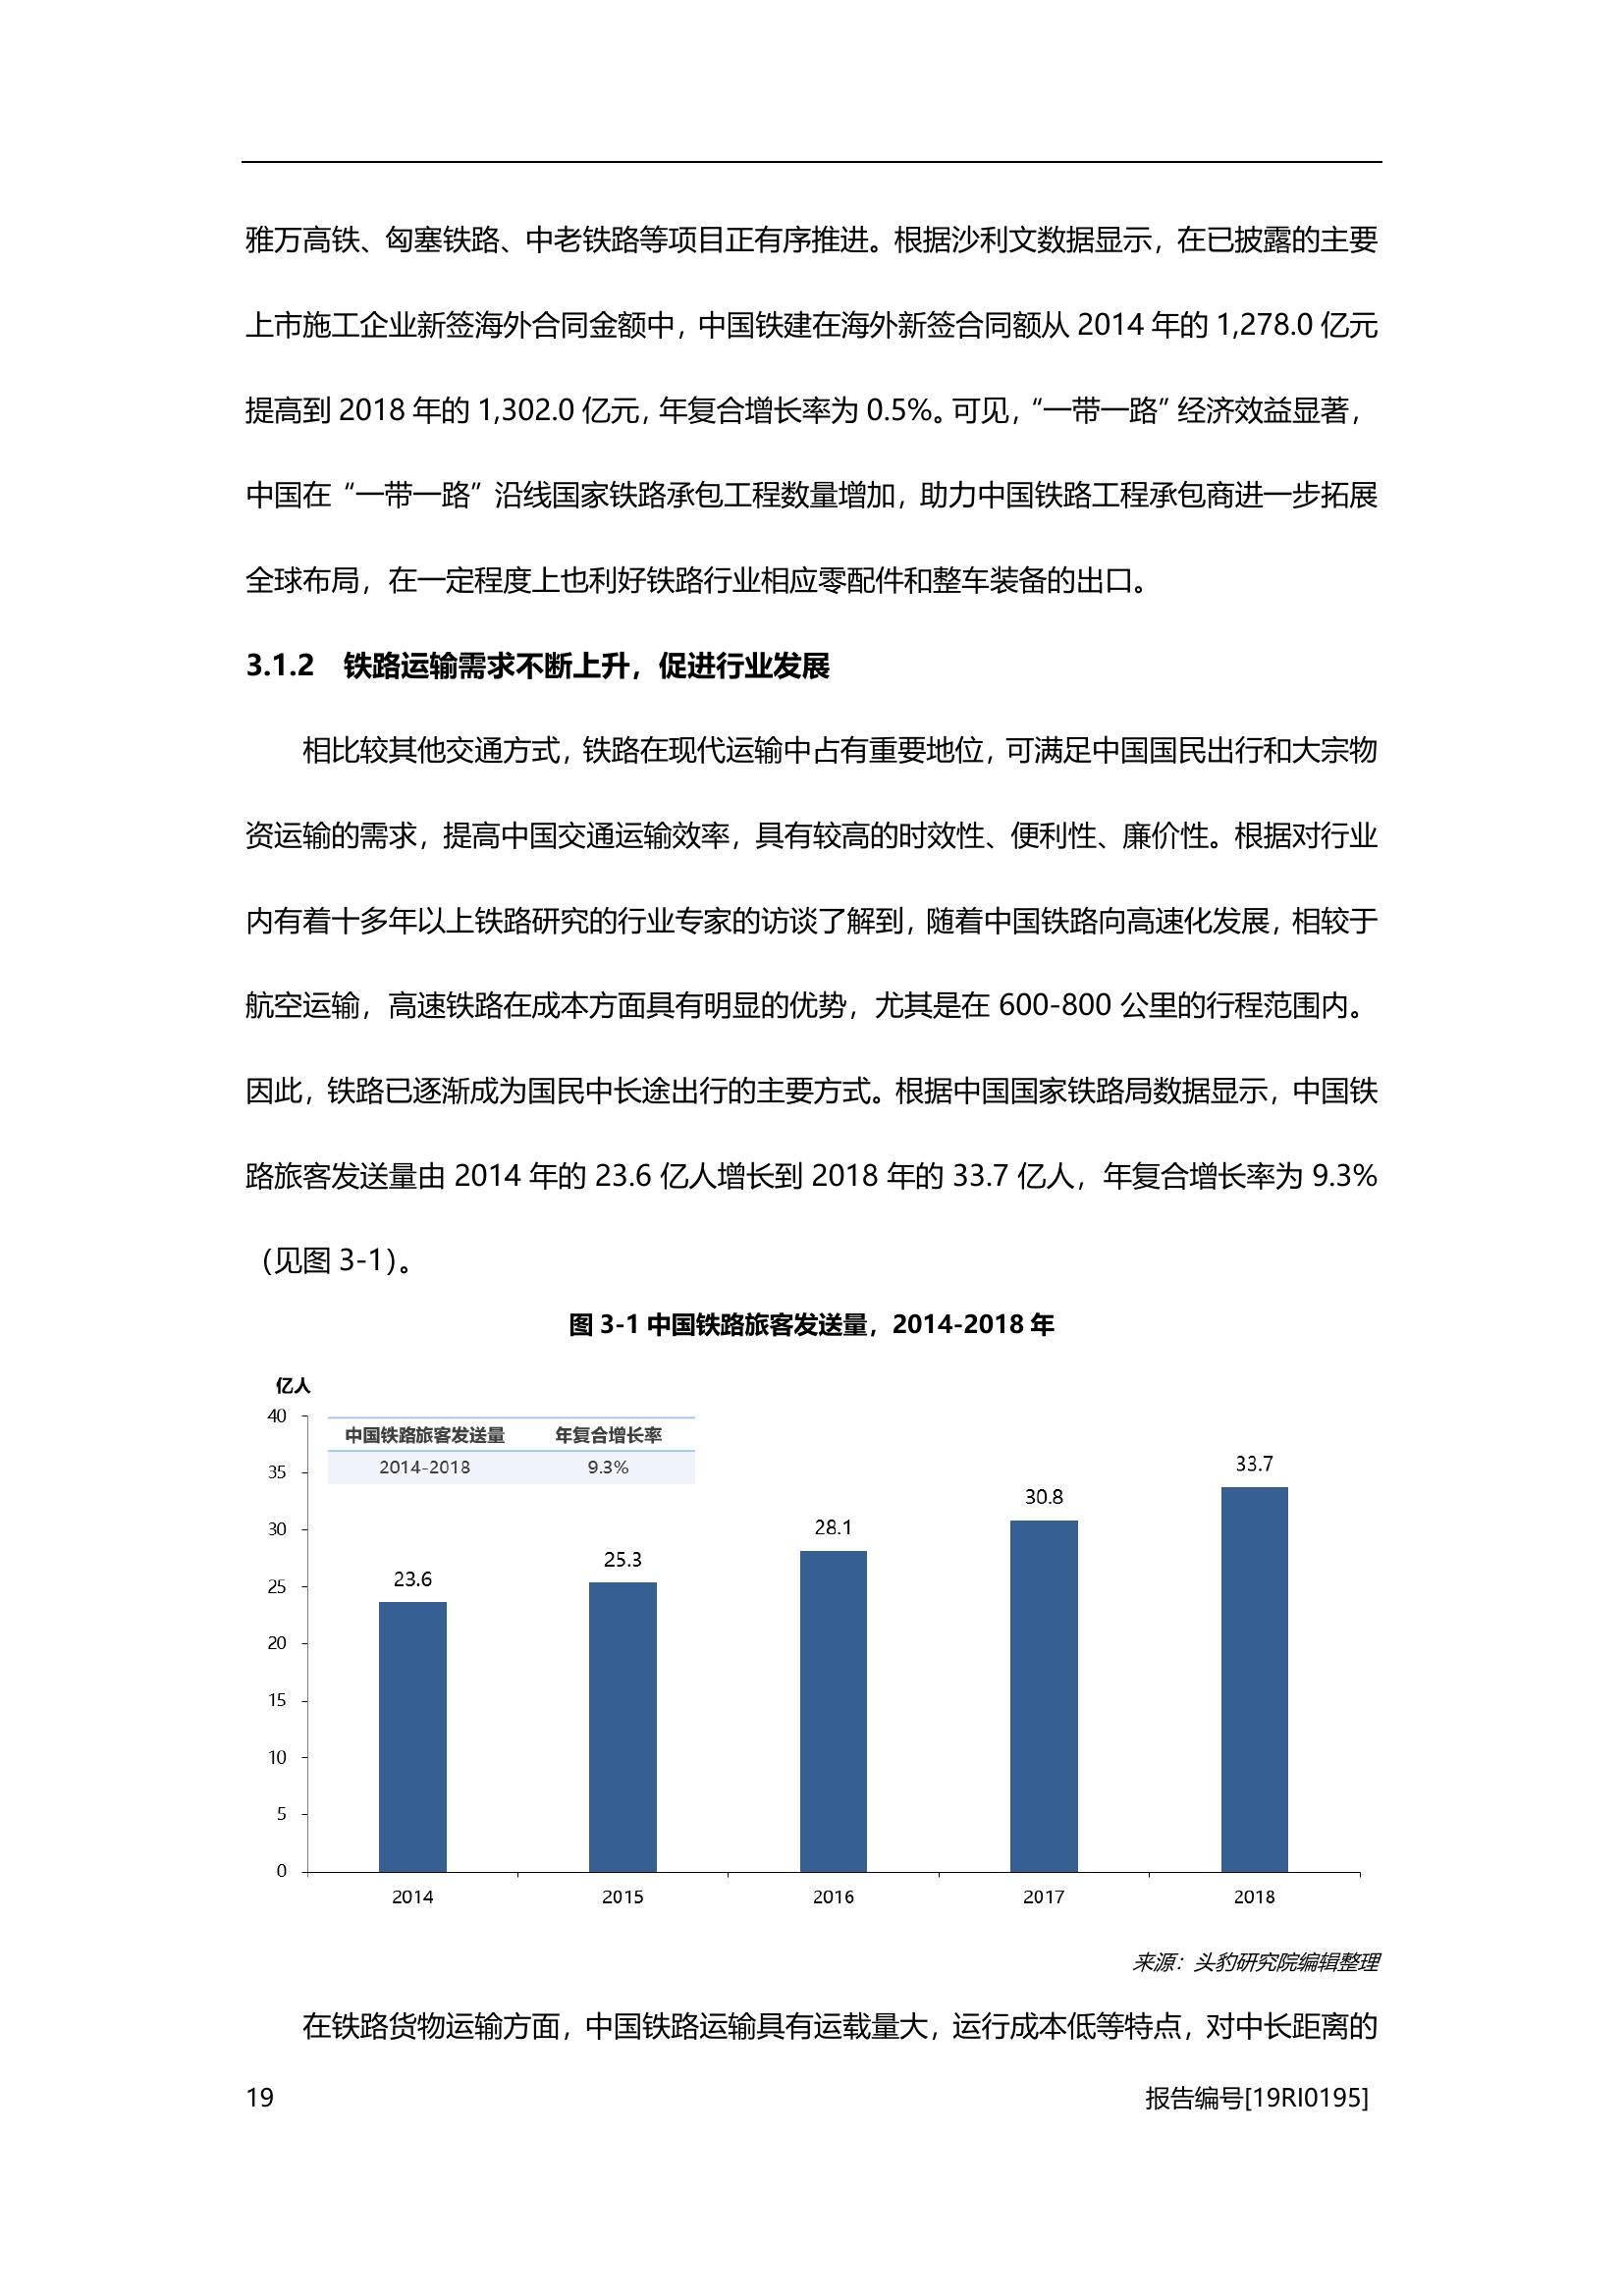 雅万高铁、匈塞铁路、中老铁路等项目正有序推进。根据沙利文数据显示，在已披露的主要
上市施工企业新签海外合同金额中，中国铁建在海外新签合同额从 2014 年的 1,278.0 亿元
提高到 2018 年的 1,302.0 亿元，年复合增长率为 0.5%。可见，“一带一路”经济效益显著，
中国在“一带一路”沿线国家铁路承包工程数量增加，助力中国铁路工程承包商进一步拓展
全球布局，在一定程度上也利好铁路行业相应零配件和整车装备的出口。
3.1.2 铁路运输需求不断上升，促进行业发展
相比较其他交通方式，铁路在现代运输中占有重要地位，可满足中国国民出行和大宗物
资运输的需求，提高中国交通运输效率，具有较高的时效性、便利性、廉价性。根据对行业
内有着十多年以上铁路研究的行业专家的访谈了解到，随着中国铁路向高速化发展，相较于
航空运输，高速铁路在成本方面具有明显的优势，尤其是在 600-800 公里的行程范围内。
因此，铁路已逐渐成为国民中长途出行的主要方式。根据中国国家铁路局数据显示，中国铁
路旅客发送量由 2014 年的 23.6 亿人增长到 2018 年的 33.7 亿人，年复合增长率为 9.3%
（见图 3-1）。
图 3-1 中国铁路旅客发送量，2014-2018 年
亿人
40
35
30
25
20
15
10
5
0
中国铁路旅客发送量 年复合增长率
2014-2018 9.3%
23.6
25.3
28.1
30.8
33.7
2014 2015 2016 2017 2018
来源：头豹研究院编辑整理
在铁路货物运输方面，中国铁路运输具有运载量大，运行成本低等特点，对中长距离的
19 报告编号[19RI0195]